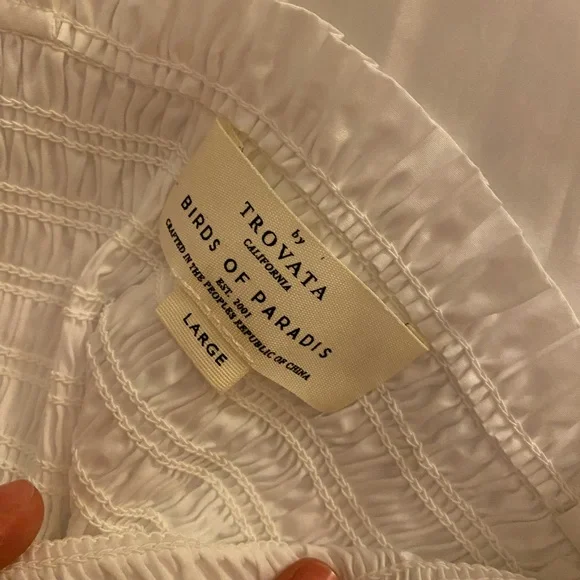 by
TROVATA
CALIFORNIA
BIRDS OF PARADIS
EST. 2001
CRAFTED IN THE PEOPLES REPUBLIC OF CHINA
LARGE